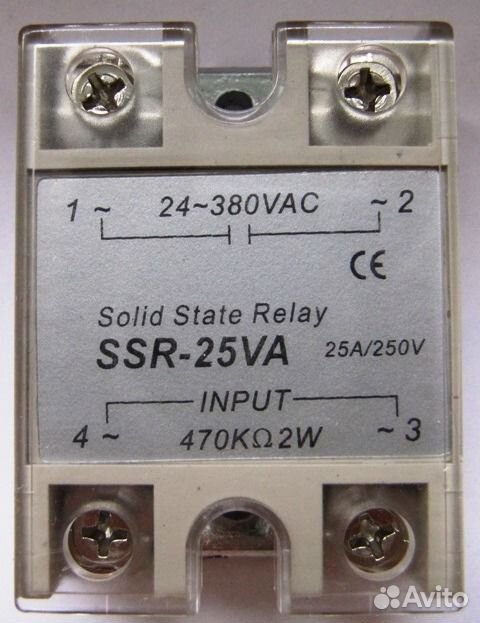 1 ~ 24~380VAC ~ 2
CE
Solid State Relay
SSR-25VA 25A/250V
INPUT
4 ~ 470KΩ 2W ~ 3
Avito